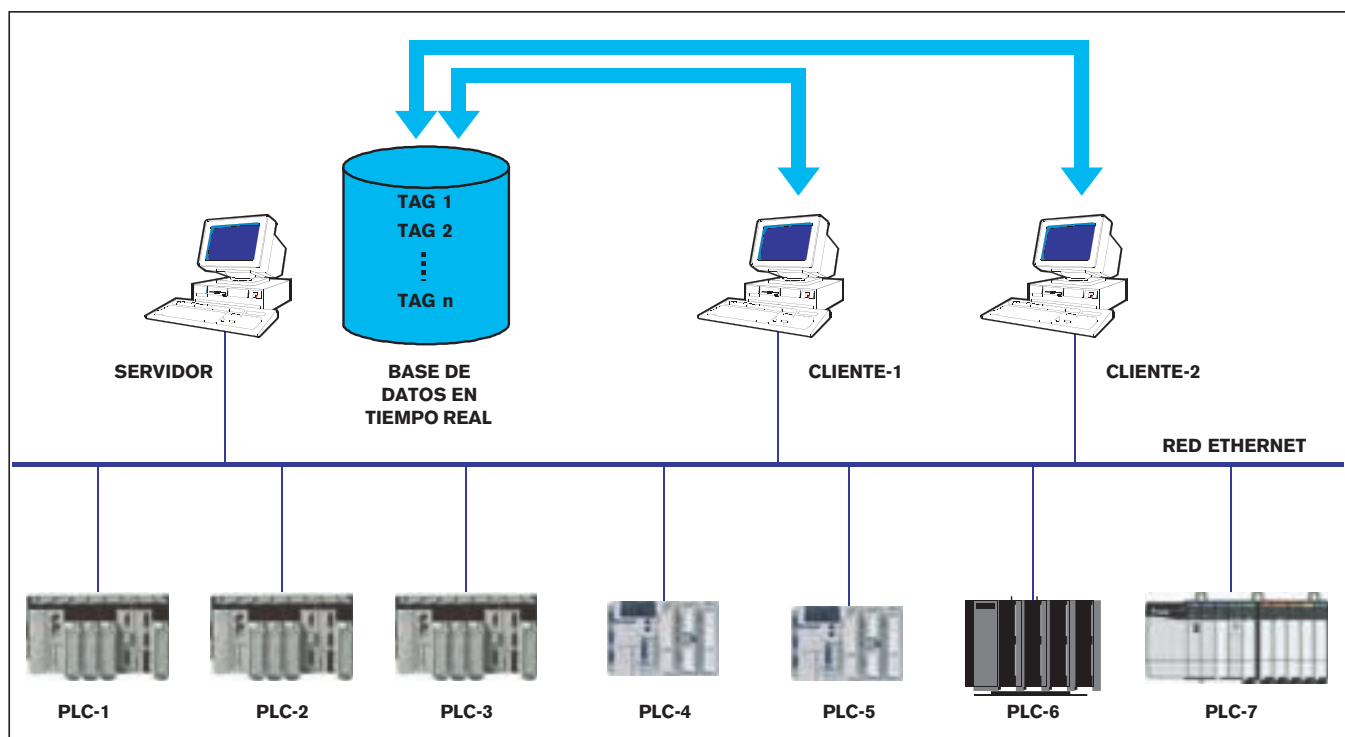 TAG 1
TAG 2
TAG n
SERVIDOR
BASE DE
DATOS EN
TIEMPO REAL
CLIENTE-1
CLIENTE-2
RED ETHERNET
PLC-1
PLC-2
PLC-3
PLC-4
PLC-5
PLC-6
PLC-7